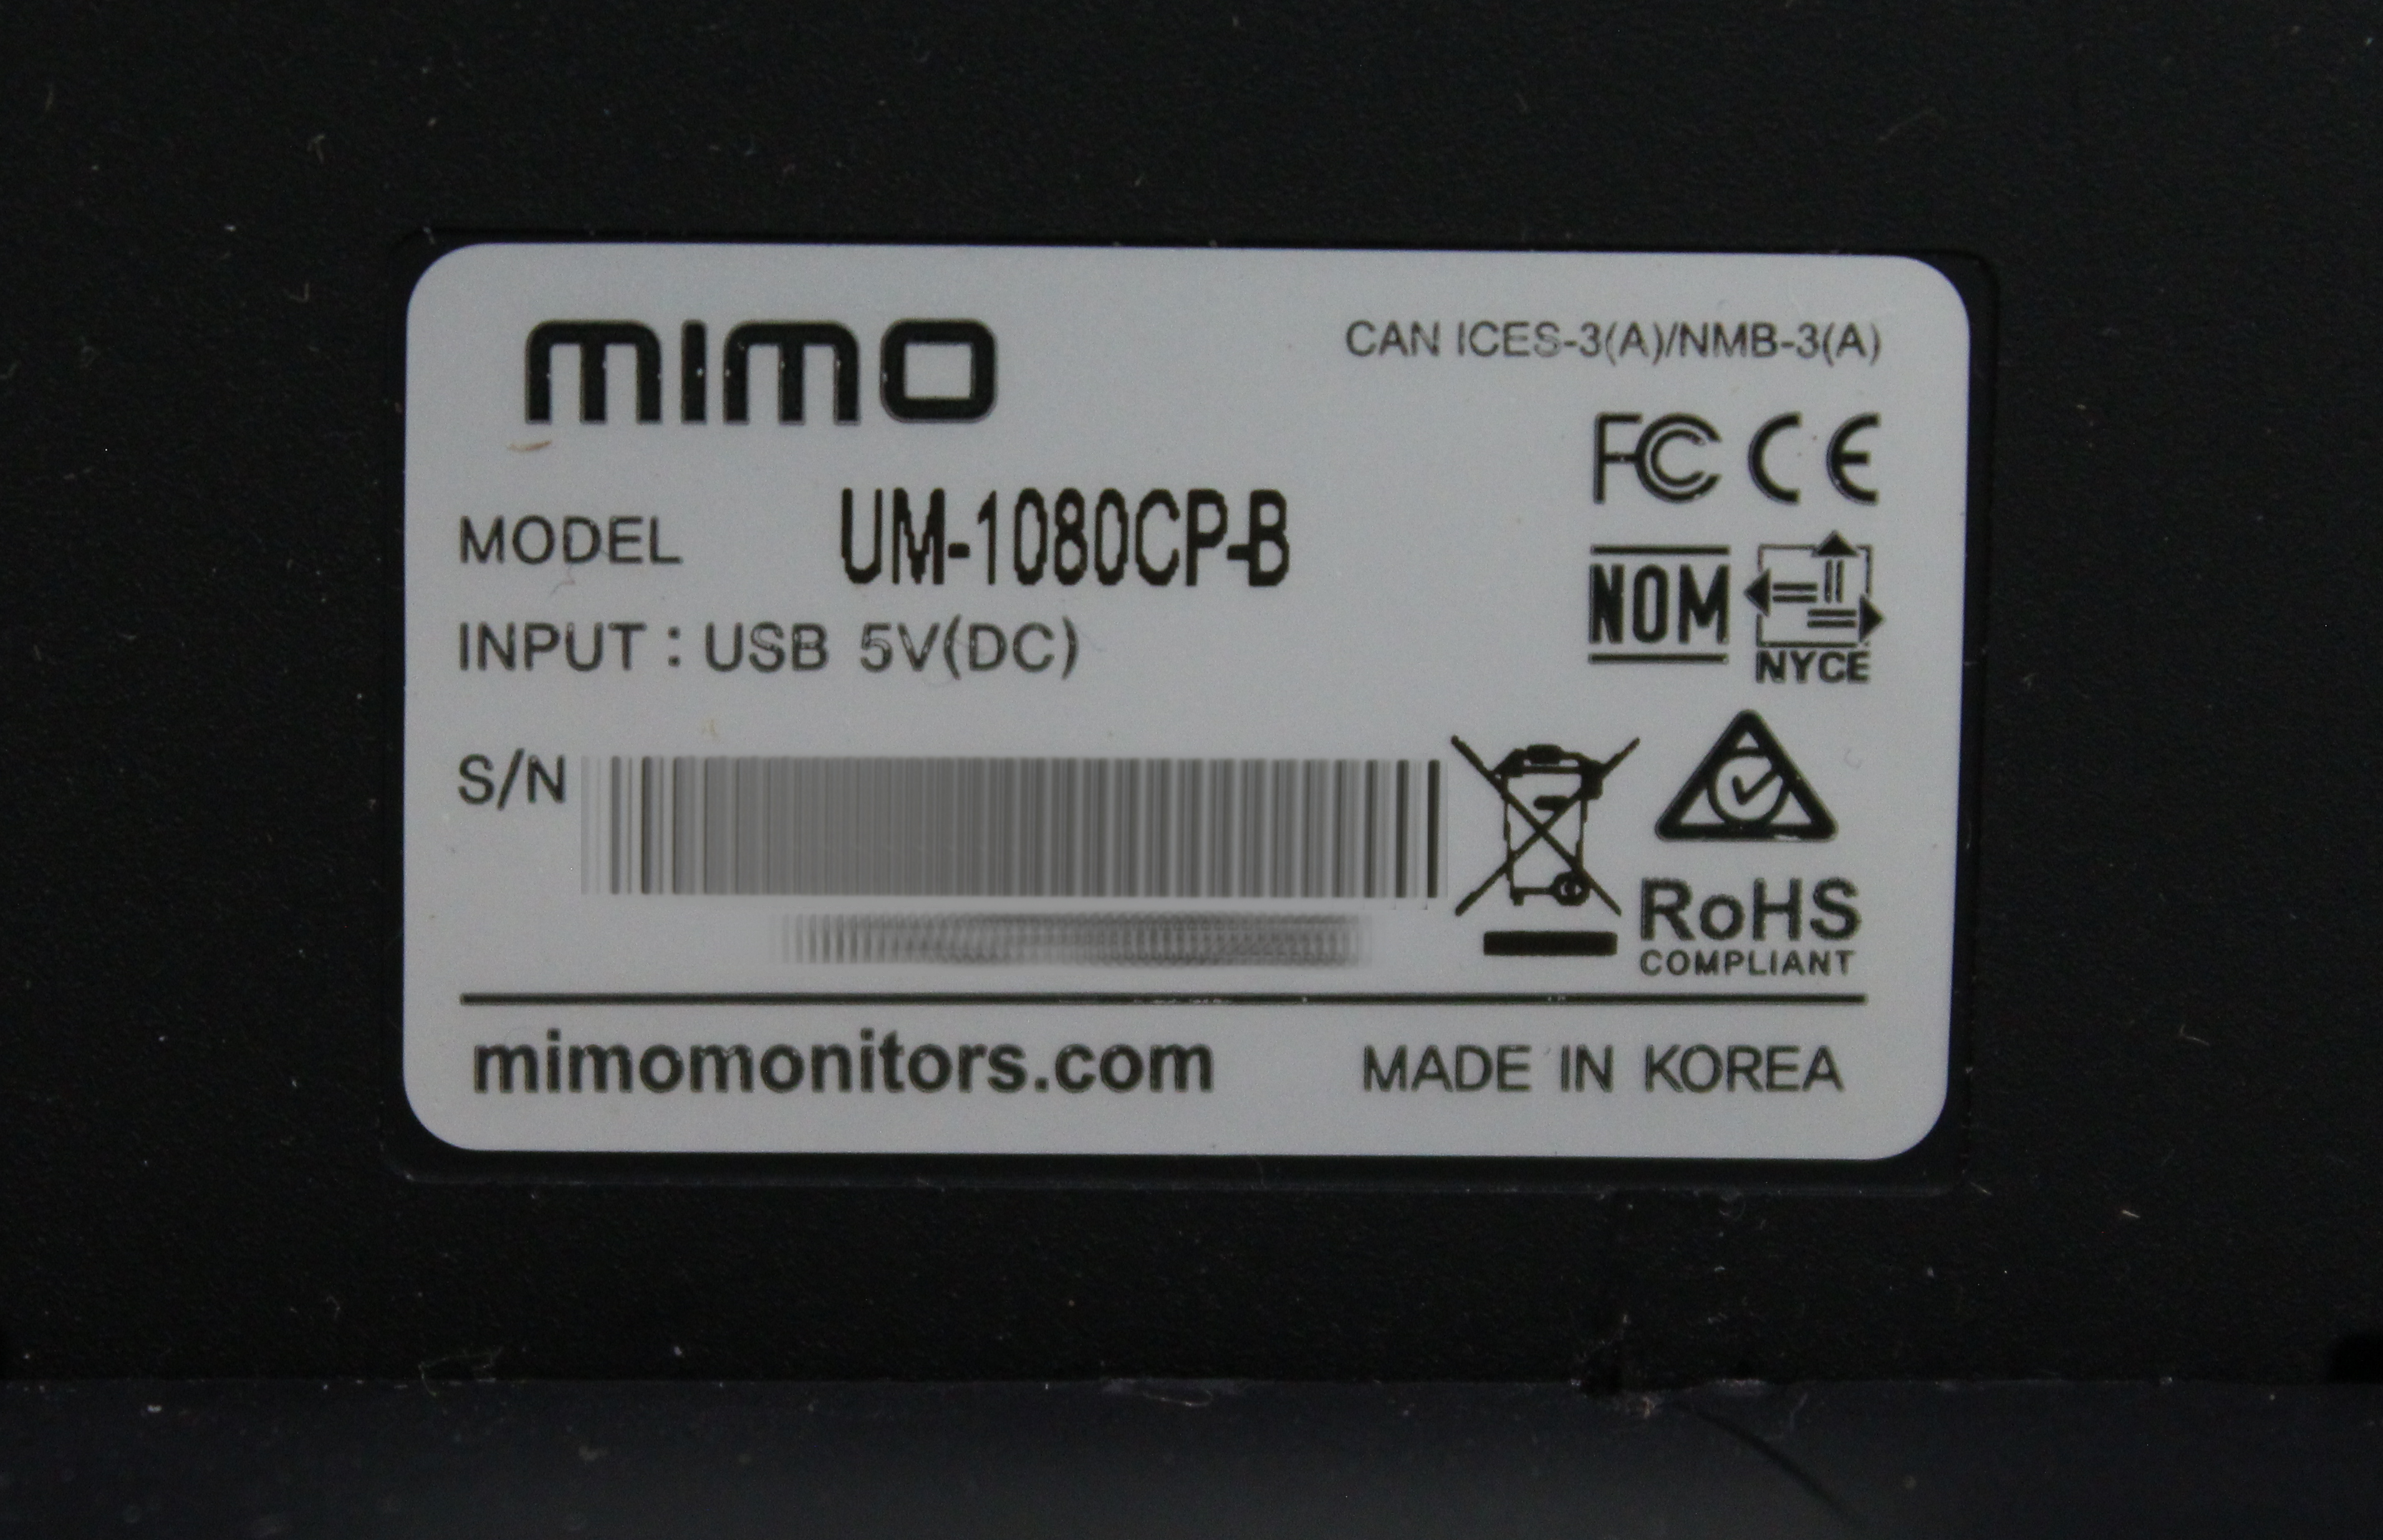 mimo
CAN ICES-3(A)/NMB-3(A)
FC CE
MODEL UM-1080CP-B
NOM
NYCE
INPUT : USB 5V(DC)
S/N
RoHS
COMPLIANT
mimomonitors.com
MADE IN KOREA